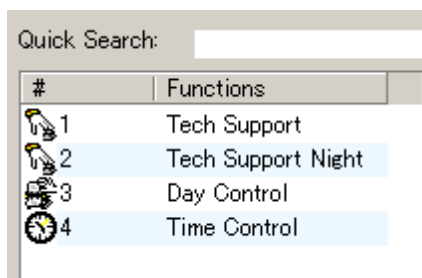 Quick Search:
# Functions
1 Tech Support
2 Tech Support Night
3 Day Control
4 Time Control